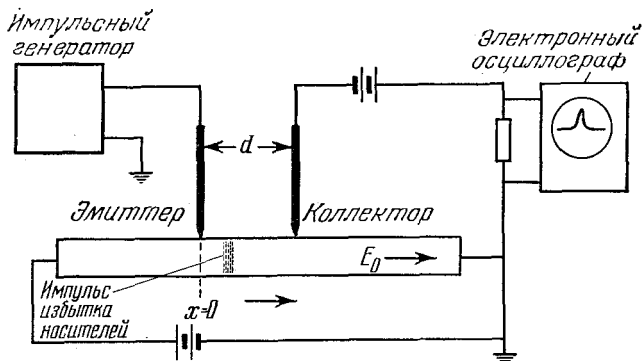 Импульсный
генератор
Электронный
осциллограф
d
Эмиттер
Коллектор
E₀
Импульс
избытка
носителей
x=0